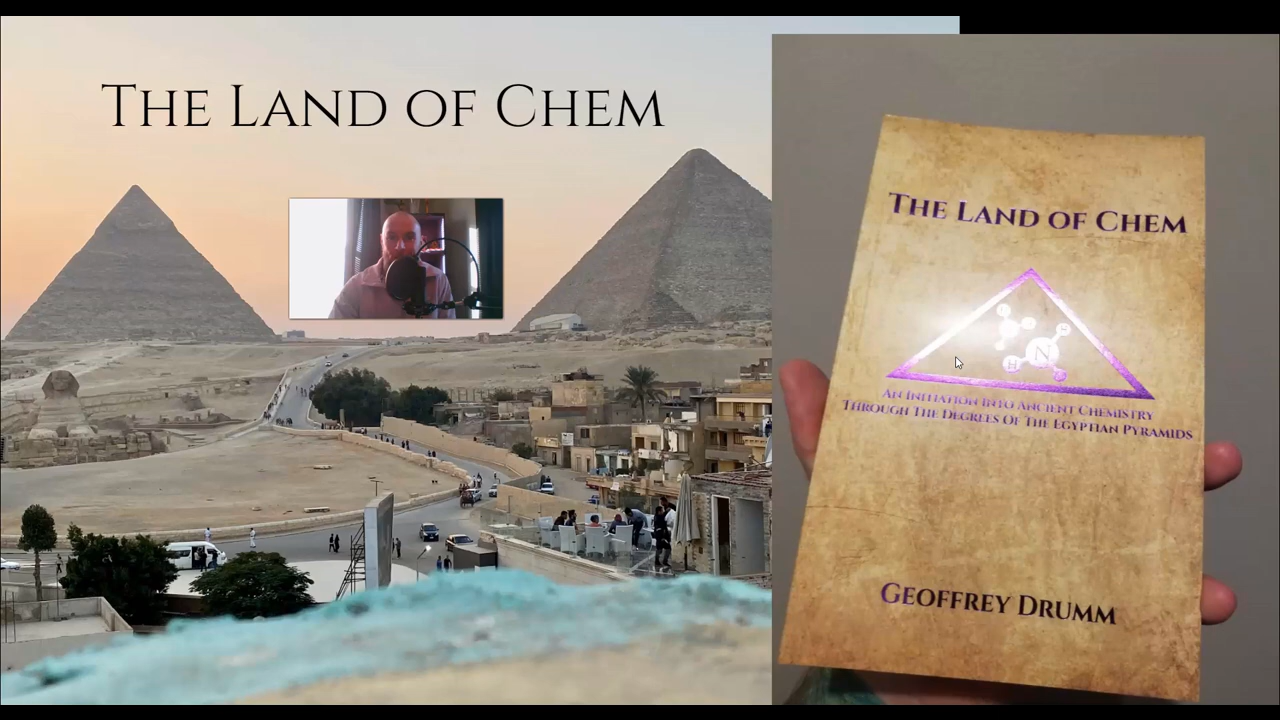 The Land of Chem
The Land of Chem
N
H
An Initiation Into Ancient Chemistry
Through The Degrees Of The Egyptian Pyramids
Geoffrey Drumm